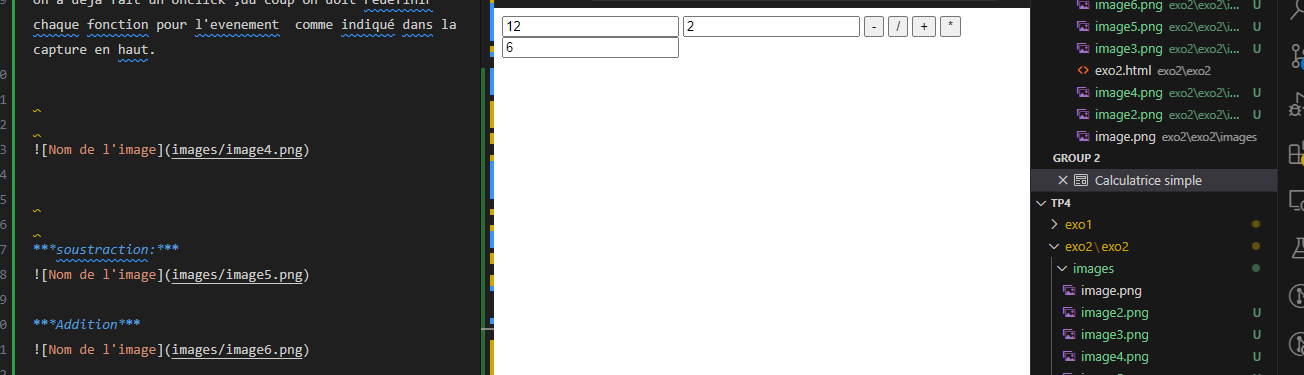 on a déjà fait un onclick ,du coup on doit redefinir
chaque fonction pour l'evenement comme indiqué dans la
capture en haut.
![Nom de l'image](images/image4.png)
***soustraction:***
![Nom de l'image](images/image5.png)
***Addition***
![Nom de l'image](images/image6.png)
12 2 - / + *
6
image6.png exo2\exo2\i... U
image5.png exo2\exo2\i... U
image3.png exo2\exo2\i... U
exo2.html exo2\exo2
image4.png exo2\exo2\i... U
image2.png exo2\exo2\i... U
image.png exo2\exo2\images
GROUP 2
Calculatrice simple
TP4
exo1
exo2\exo2
images
image.png
image2.png U
image3.png U
image4.png U